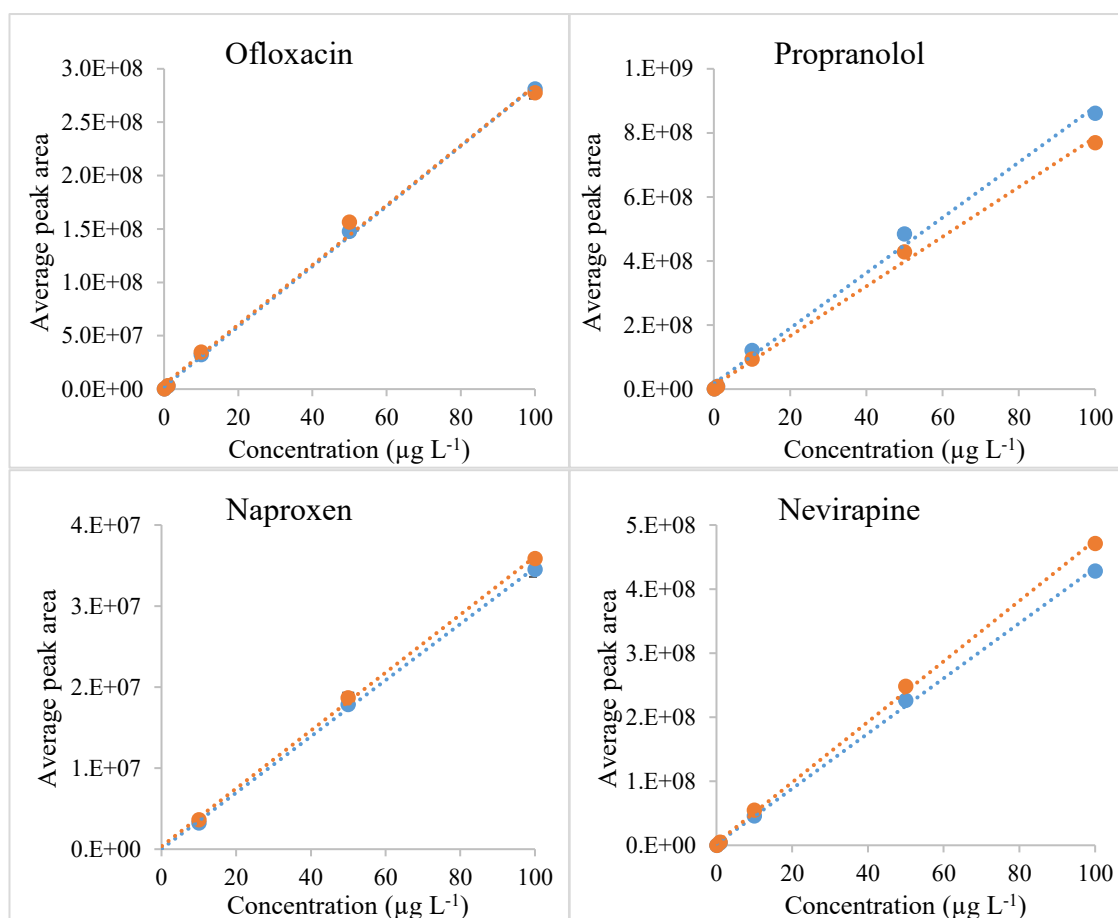 Ofloxacin
Average peak area
3.0E+08
2.5E+08
2.0E+08
1.5E+08
1.0E+08
5.0E+07
0.0E+00
0 20 40 60 80 100
Concentration (µg L-1)
Propranolol
Average peak area
1.E+09
8.E+08
6.E+08
4.E+08
2.E+08
0.E+00
0 20 40 60 80 100
Concentration (µg L-1)
Naproxen
Average peak area
4.E+07
3.E+07
2.E+07
1.E+07
0.E+00
0 20 40 60 80 100
Concentration (µg L-1)
Nevirapine
Average peak area
5.E+08
4.E+08
3.E+08
2.E+08
1.E+08
0.E+00
0 20 40 60 80 100
Concentration (µg L-1)